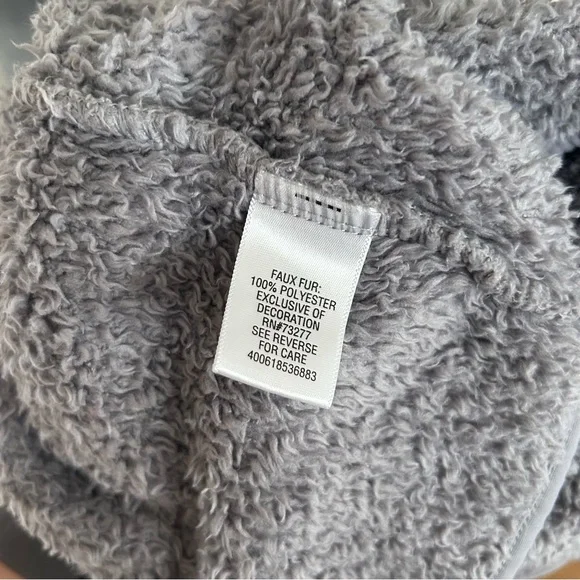 FAUX FUR:
100% POLYESTER
EXCLUSIVE OF
DECORATION
RN#73277
SEE REVERSE
FOR CARE
400618536883